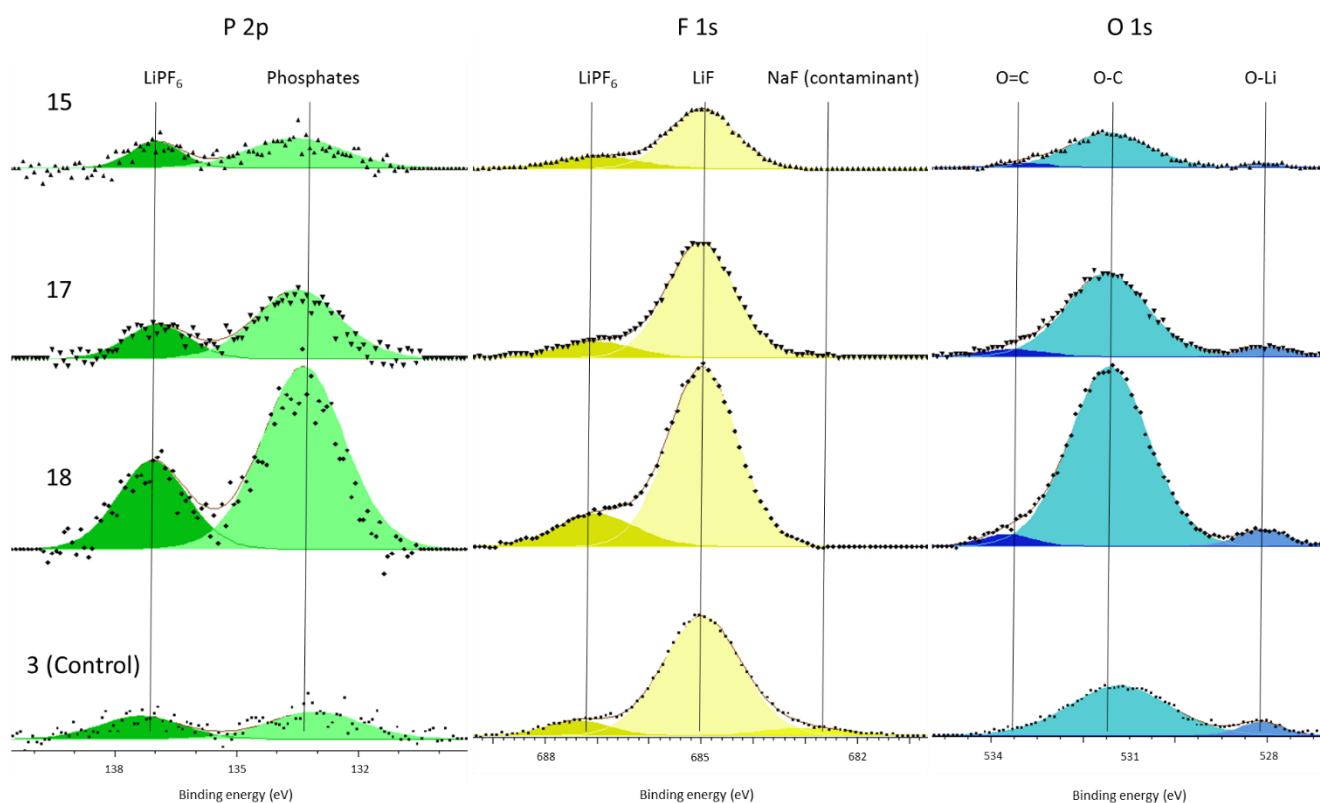 P 2p F 1s O 1s
LiPF₆ Phosphates LiPF₆ LiF NaF (contaminant) O=C O-C O-Li
15
17
18
3 (Control)
138 135 132 688 685 682 534 531 528
Binding energy (eV) Binding energy (eV) Binding energy (eV)